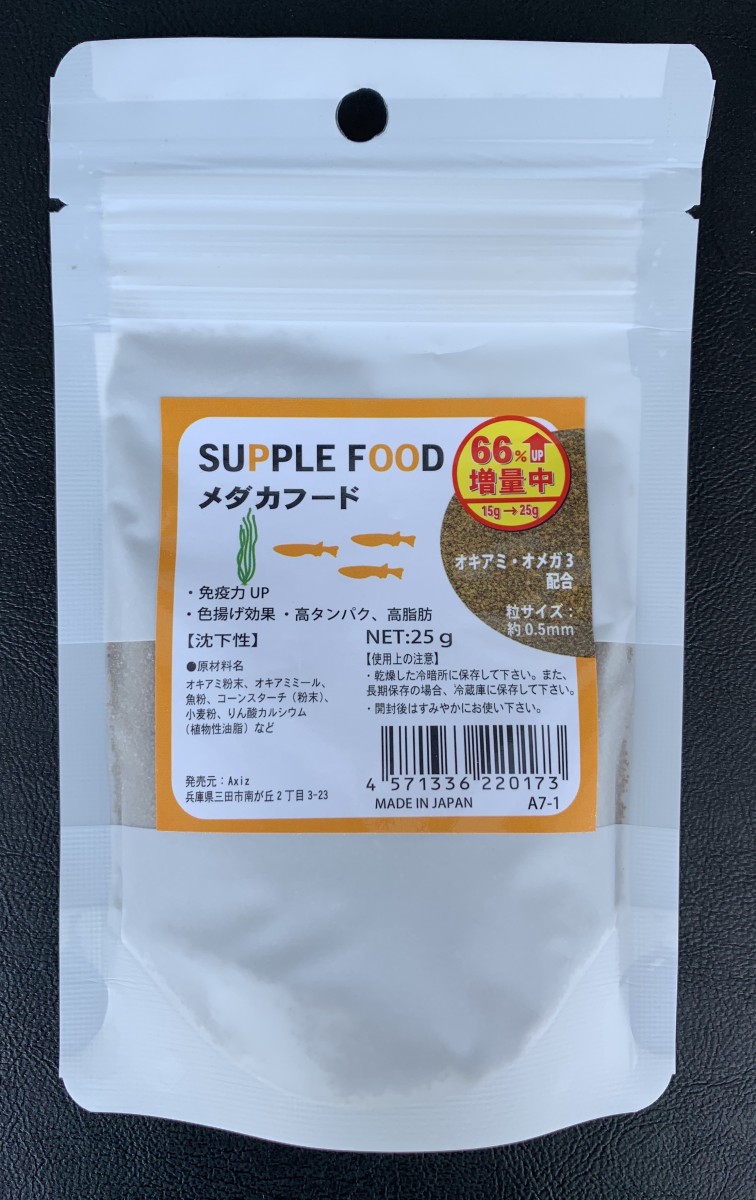 SUPPLE FOOD
メダカフード
66%UP
増量中
15g→25g
オキアミ・オメガ3
配合
粒サイズ:
約0.5mm
・免疫力 UP
・色揚げ効果 ・高タンパク、高脂肪
【沈下性】
●原材料名
オキアミ粉末、オキアミミール、
魚粉、コーンスターチ（粉末）、
小麦粉、りん酸カルシウム
（植物性油脂）など
発売元：Axiz
兵庫県三田市南が丘2丁目3-23
NET:25g
【使用上の注意】
・乾燥した冷暗所に保存して下さい。また、
長期保存の場合、冷蔵庫に保存して下さい。
・開封後はすみやかにお使い下さい。
4 571336 220173
MADE IN JAPAN A7-1